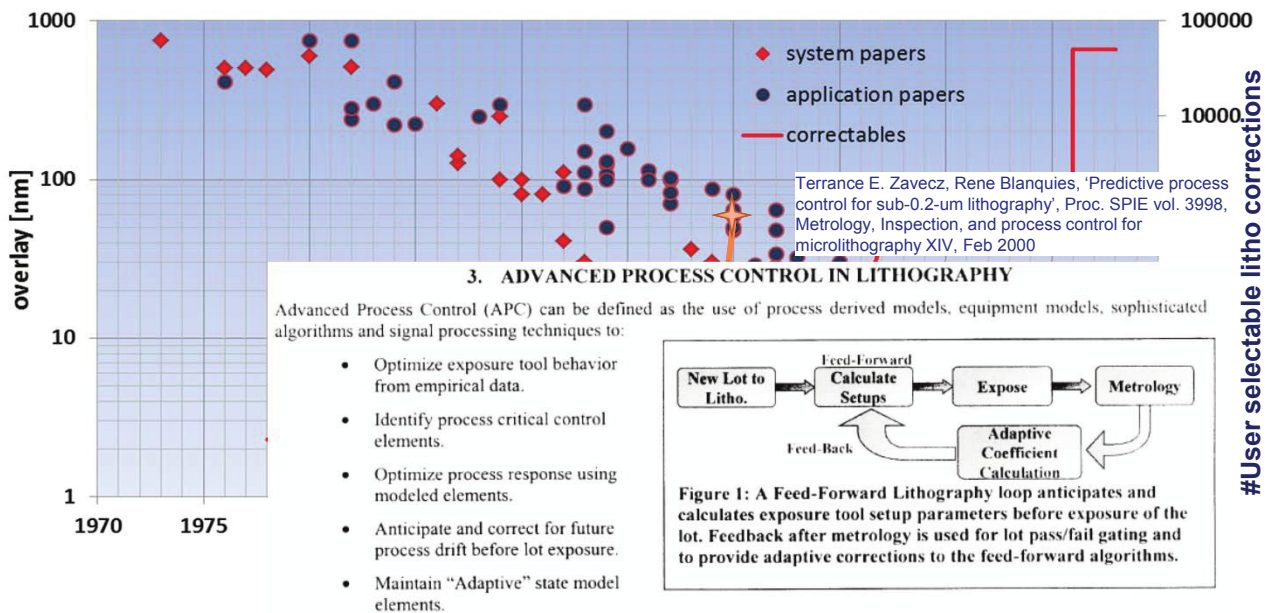 1000
100
10
1
overlay [nm]
1970
1975
100000
10000
#User selectable litho corrections
system papers
application papers
correctables
Terrance E. Zavecz, Rene Blanquies, ‘Predictive process
control for sub-0.2-um lithography’, Proc. SPIE vol. 3998,
Metrology, Inspection, and process control for
microlithography XIV, Feb 2000
3. ADVANCED PROCESS CONTROL IN LITHOGRAPHY
Advanced Process Control (APC) can be defined as the use of process derived models, equipment models, sophisticated
algorithms and signal processing techniques to:
• Optimize exposure tool behavior
from empirical data.
• Identify process critical control
elements.
• Optimize process response using
modeled elements.
• Anticipate and correct for future
process drift before lot exposure.
• Maintain “Adaptive” state model
elements.
Feed-Forward
New Lot to
Litho.
Calculate
Setups
Expose
Metrology
Feed-Back
Adaptive
Coefficient
Calculation
Figure 1: A Feed-Forward Lithography loop anticipates and
calculates exposure tool setup parameters before exposure of the
lot. Feedback after metrology is used for lot pass/fail gating and
to provide adaptive corrections to the feed-forward algorithms.